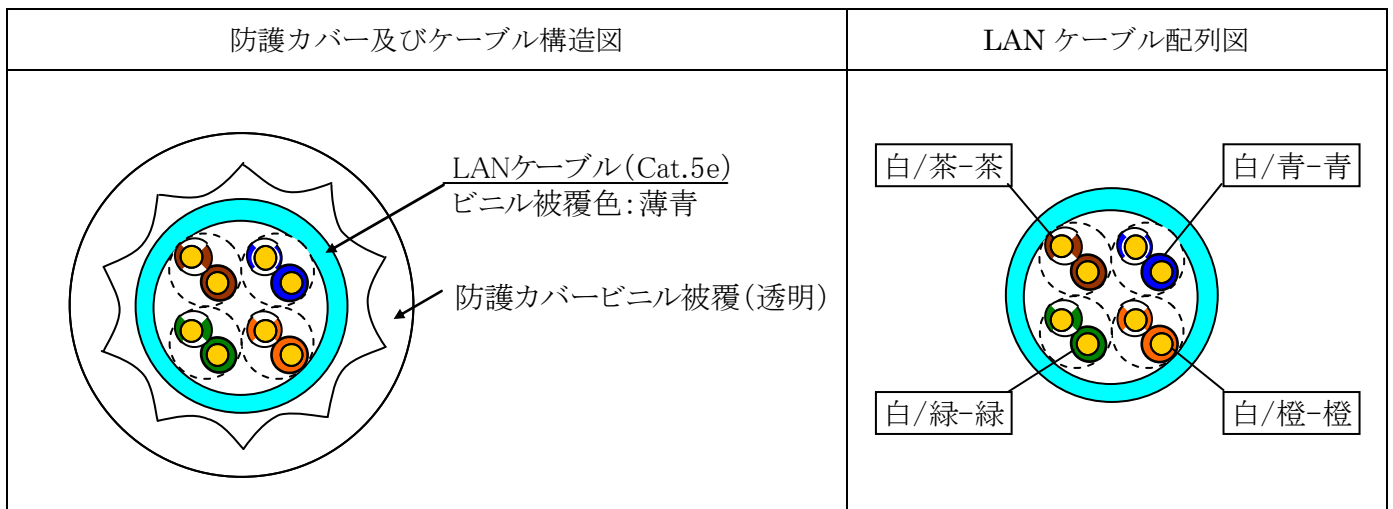 防護カバー及びケーブル構造図
LAN ケーブル配列図
LANケーブル(Cat.5e)
ビニル被覆色:薄青
防護カバービニル被覆(透明)
白/茶-茶
白/青-青
白/緑-緑
白/橙-橙